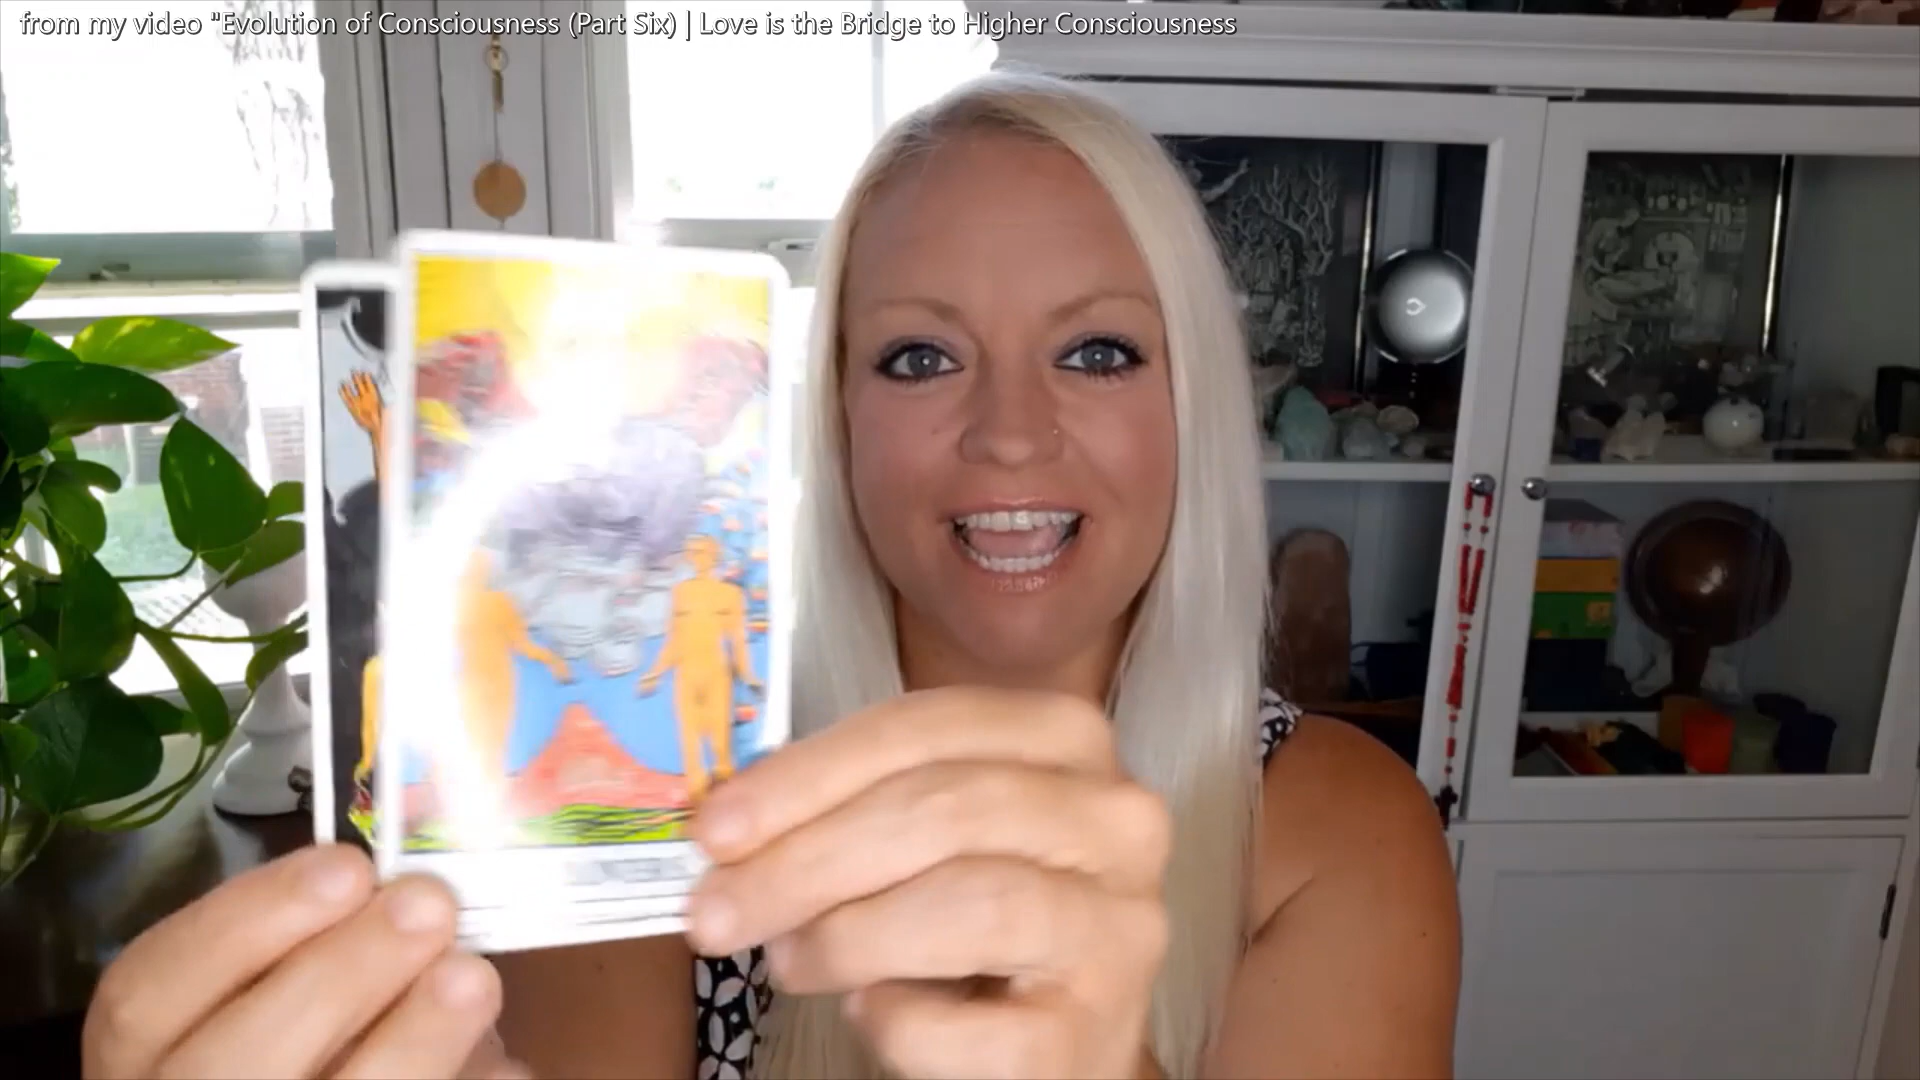 from my video "Evolution of Consciousness (Part Six) | Love is the Bridge to Higher Consciousness